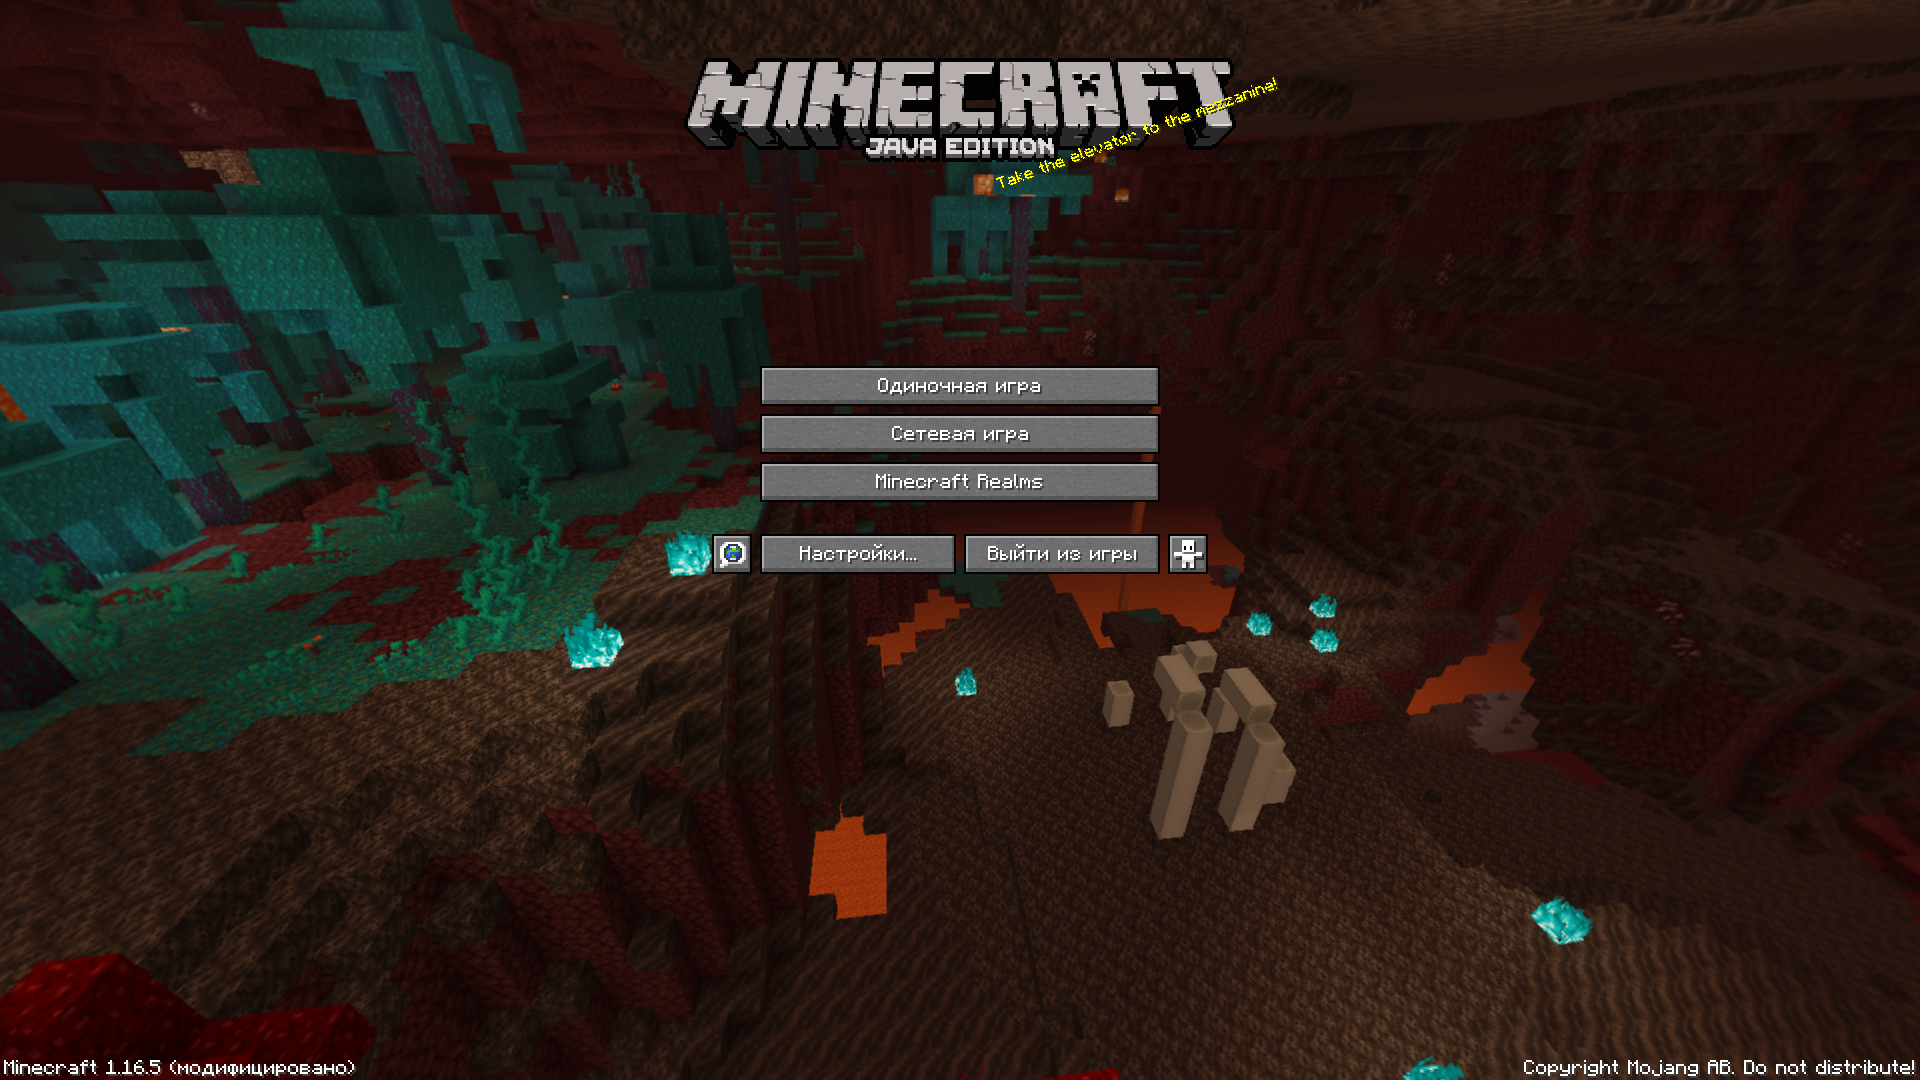 MINECRAFT
JAVA EDITION
Take the elevator to the mezzanine!
Одиночная игра
Сетевая игра
Minecraft Realms
Настройки...
Выйти из игры
Minecraft 1.16.5 (модифицировано)
Copyright Mojang AB. Do not distribute!